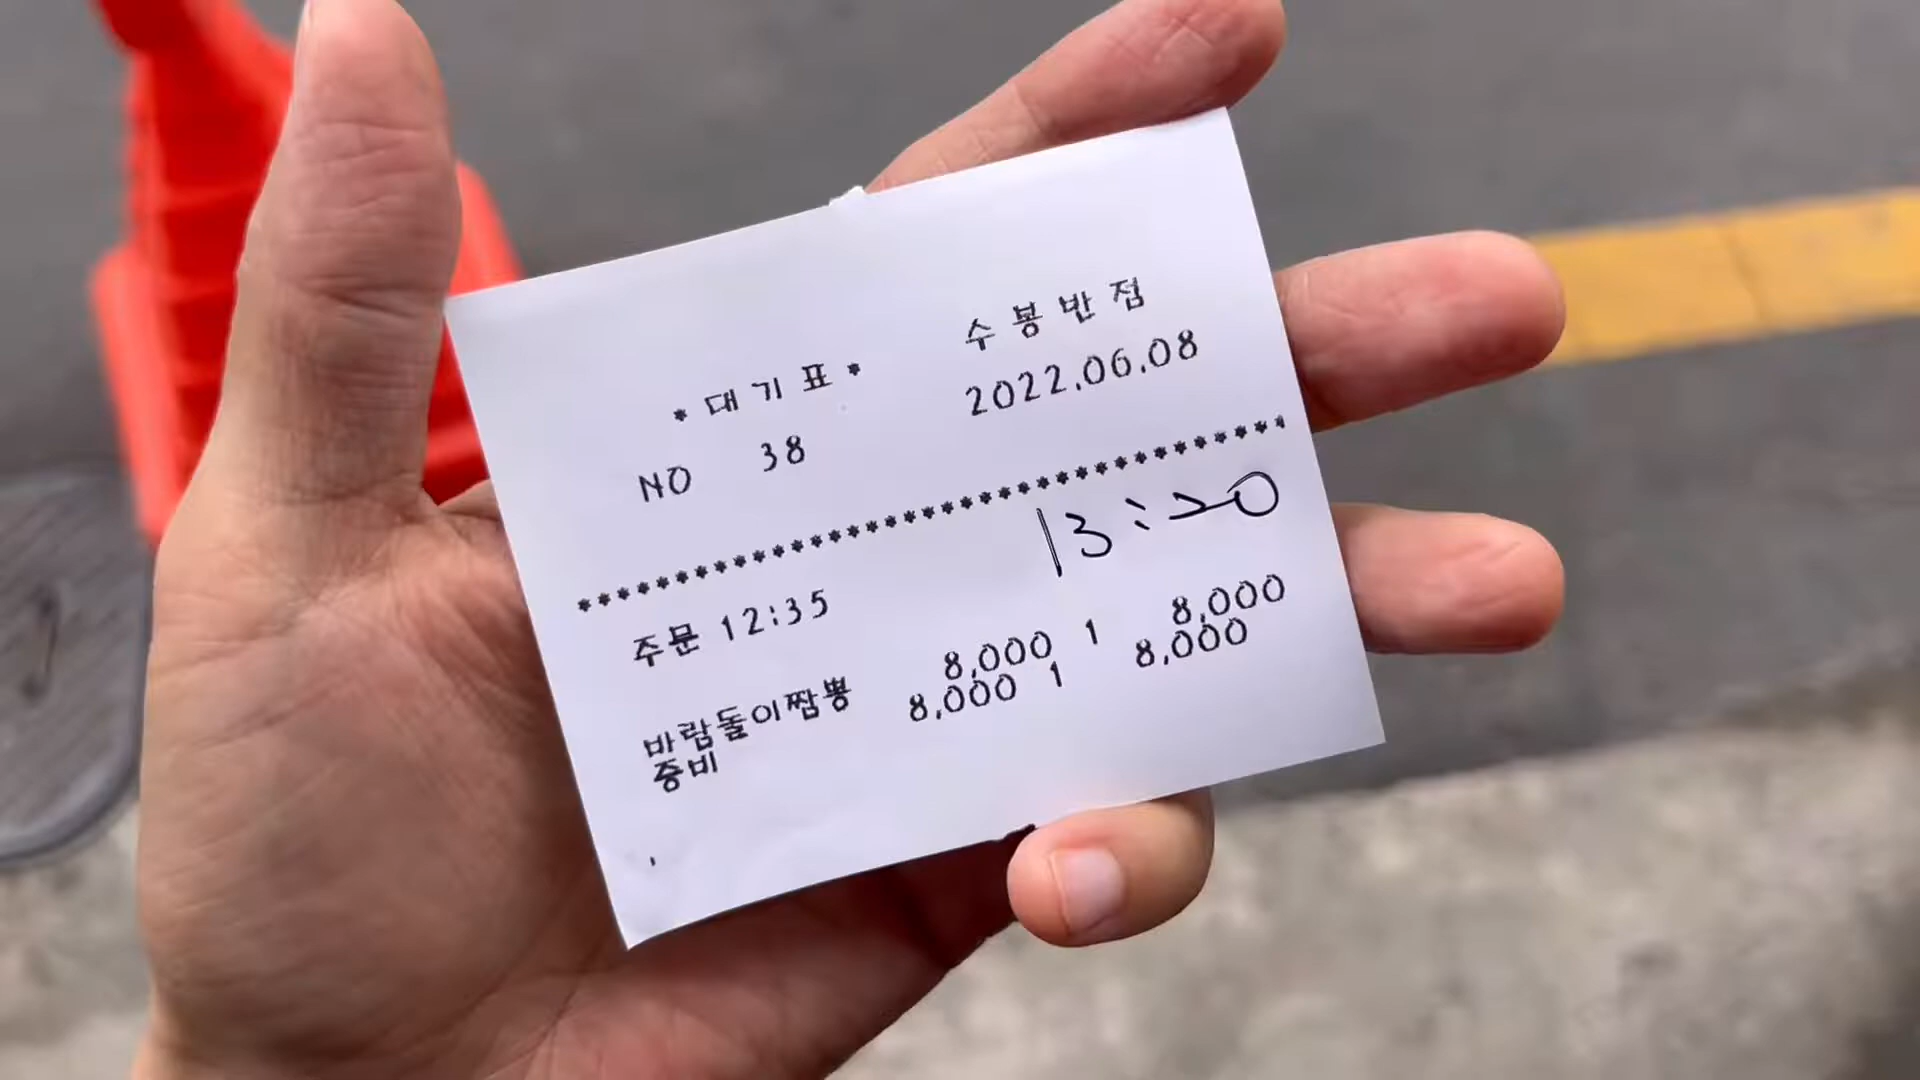 수봉반점
*대기표* 2022.06.08
NO 38
**************************************
13:20
주문 12:35
바람돌이짬뽕 8,000 1 8,000
중비 8,000 1 8,000